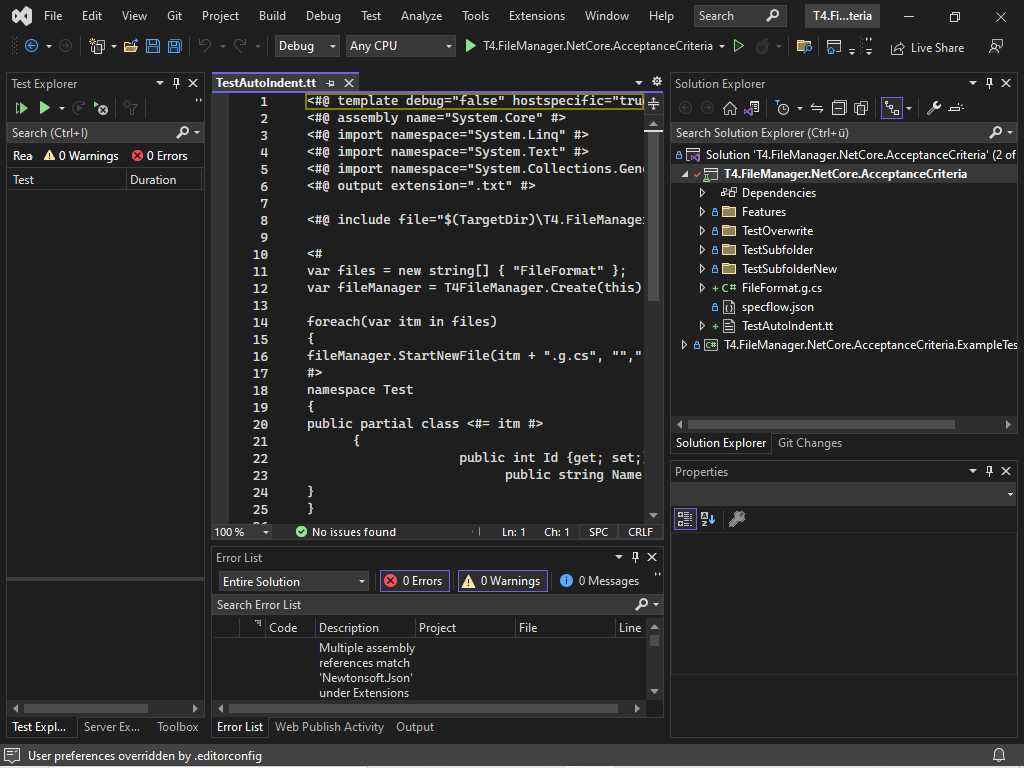 File Edit View Git Project Build Debug Test Analyze Tools Extensions Window Help Search T4.Fi...teria
Debug Any CPU T4.FileManager.NetCore.AcceptanceCriteria Live Share
Test Explorer
Search (Ctrl+I)
Rea 0 Warnings 0 Errors
Test Duration
Test Expl... Server Ex... Toolbox
TestAutoIndent.tt
1 <#@ template debug="false" hostspecific="tru
2 <#@ assembly name="System.Core" #>
3 <#@ import namespace="System.Linq" #>
4 <#@ import namespace="System.Text" #>
5 <#@ import namespace="System.Collections.Gene
6 <#@ output extension=".txt" #>
7
8 <#@ include file="$(TargetDir)\T4.FileManage
9
10 <#
11 var files = new string[] { "FileFormat" };
12 var fileManager = T4FileManager.Create(this)
13
14 foreach(var itm in files)
15 {
16 fileManager.StartNewFile(itm + ".g.cs", "","
17 #>
18 namespace Test
19 {
20 public partial class <#= itm #>
21 {
22 public int Id {get; set;}
23 public string Name
24 }
25 }
100 % No issues found Ln: 1 Ch: 1 SPC CRLF
Error List
Entire Solution 0 Errors 0 Warnings 0 Messages
Search Error List
Code Description Project File Line
Multiple assembly
references match
'Newtonsoft.Json'
under Extensions
Error List Web Publish Activity Output
Solution Explorer
Search Solution Explorer (Ctrl+ü)
Solution 'T4.FileManager.NetCore.AcceptanceCriteria' (2 of
T4.FileManager.NetCore.AcceptanceCriteria
Dependencies
Features
TestOverwrite
TestSubfolder
TestSubfolderNew
C# FileFormat.g.cs
specflow.json
TestAutoIndent.tt
C# T4.FileManager.NetCore.AcceptanceCriteria.ExampleTes
Solution Explorer Git Changes
Properties
User preferences overridden by .editorconfig